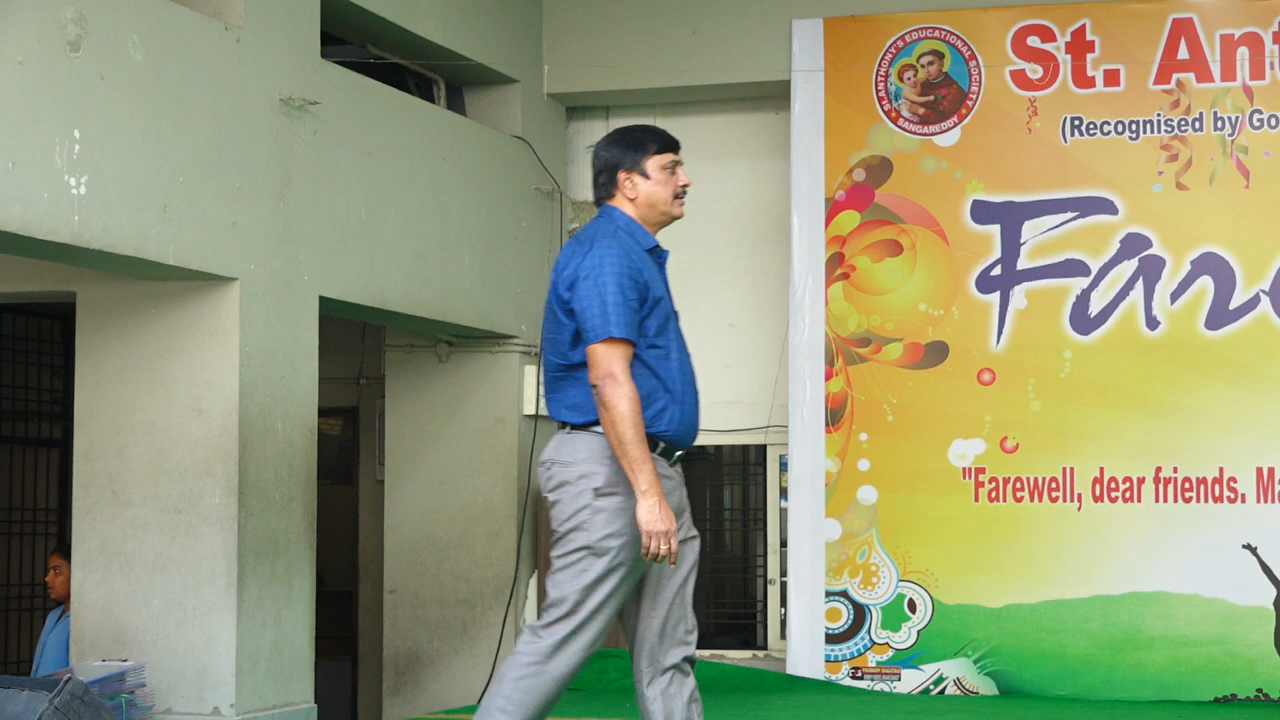 ST. ANTHONY'S EDUCATIONAL SOCIETY
SANGAREDDY
St. Ant
(Recognised by Go
Fare
"Farewell, dear friends. Ma